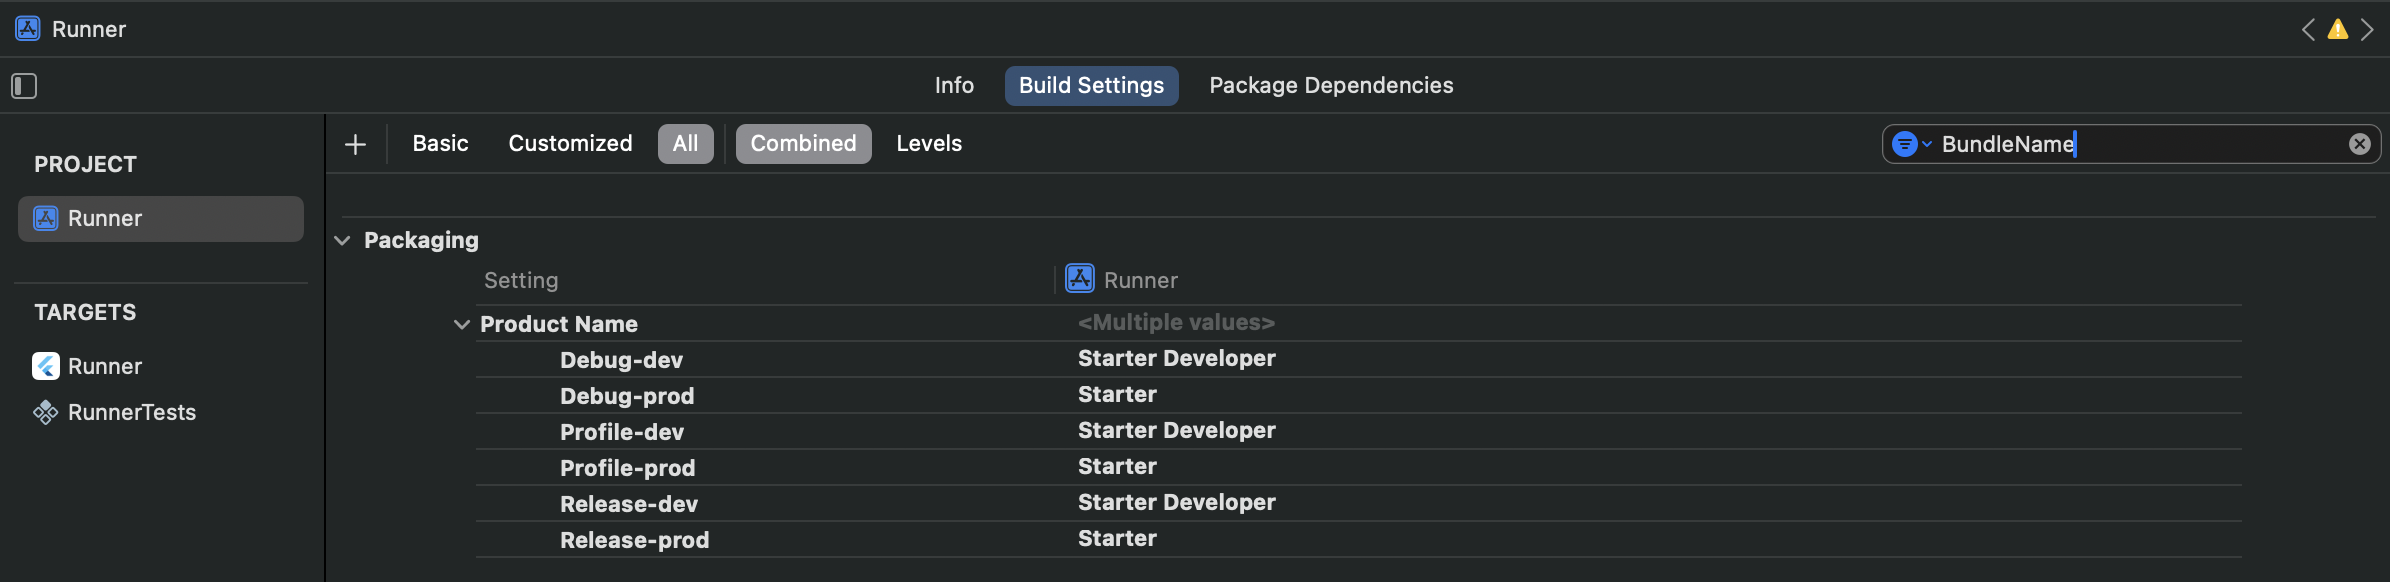 Runner
Info Build Settings Package Dependencies
PROJECT
Runner
TARGETS
Runner
RunnerTests
Basic Customized All Combined Levels BundleName
Packaging
Setting Runner
Product Name <Multiple values>
Debug-dev Starter Developer
Debug-prod Starter
Profile-dev Starter Developer
Profile-prod Starter
Release-dev Starter Developer
Release-prod Starter